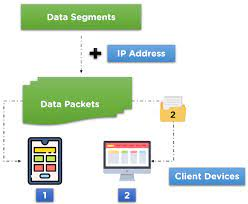 Data Segments
IP Address
Data Packets
2
Client Devices
1
2